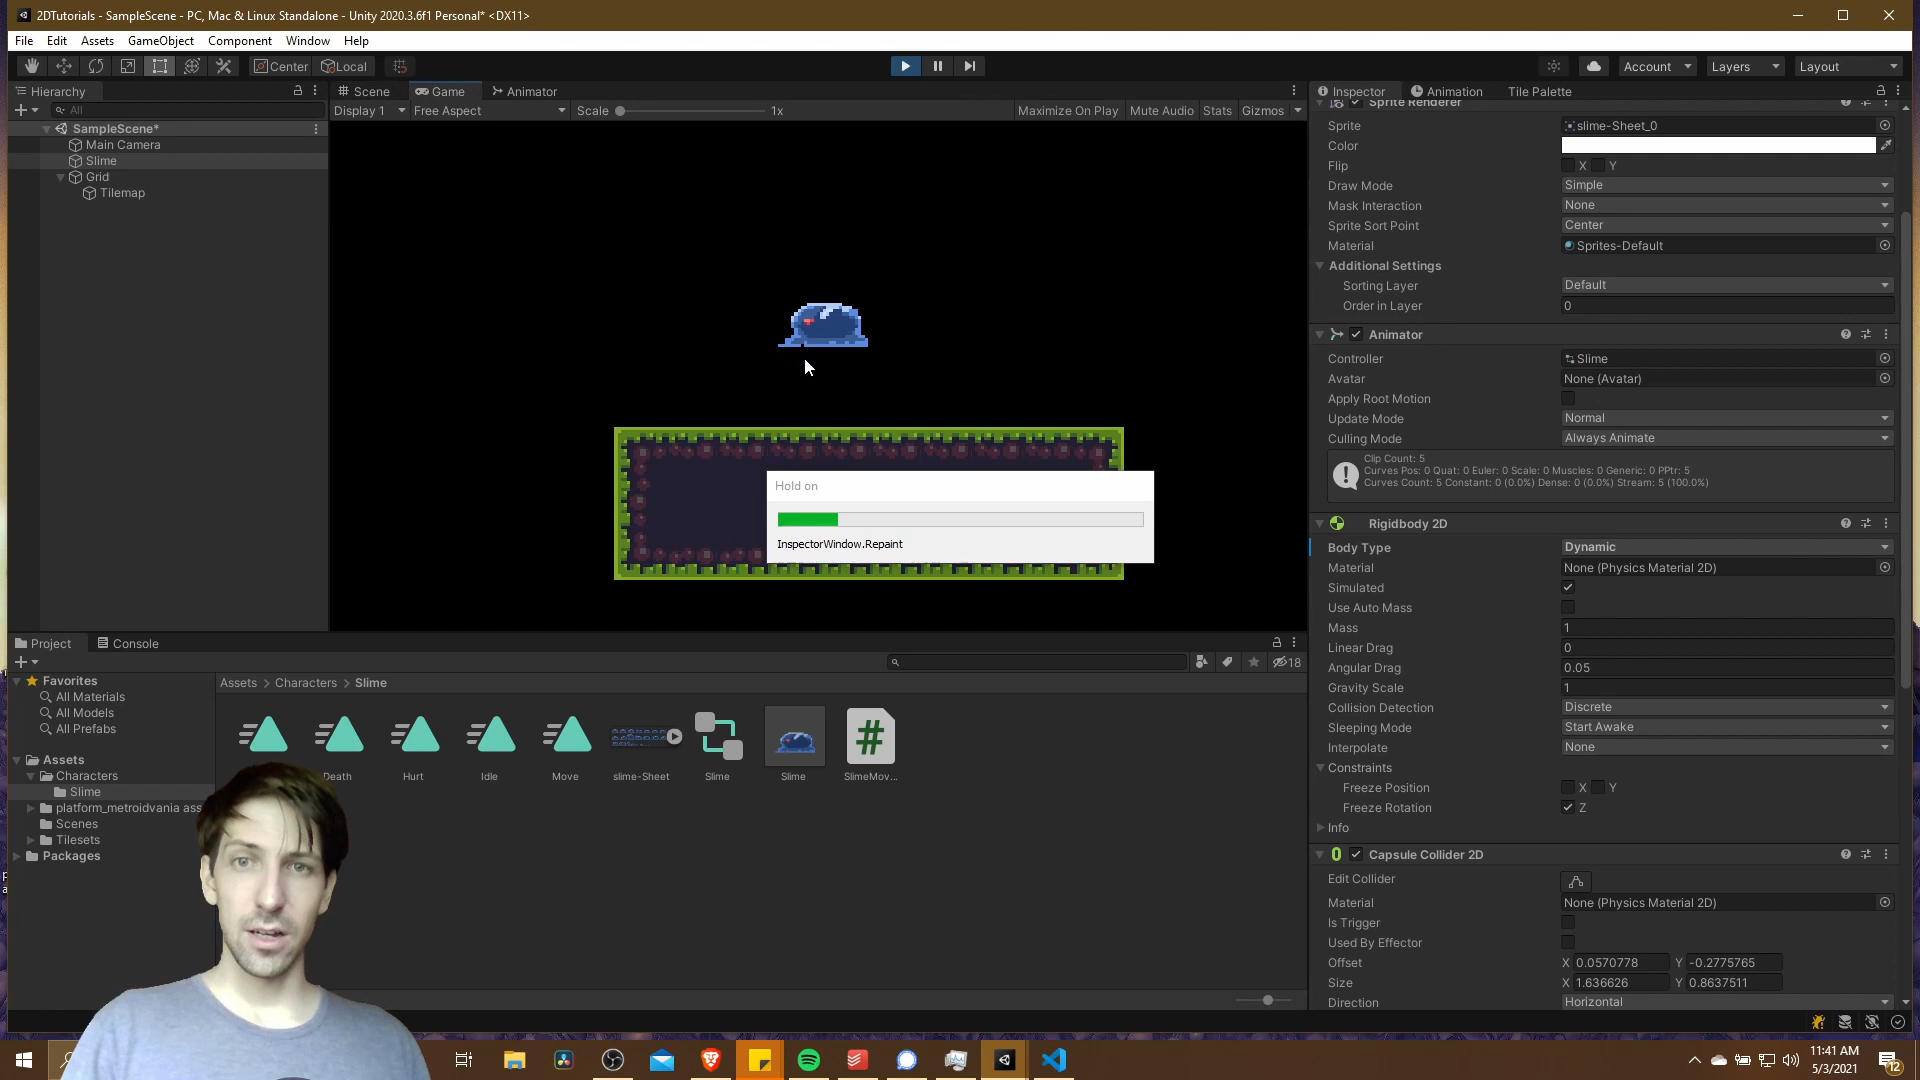 2DTutorials - SampleScene - PC, Mac & Linux Standalone - Unity 2020.3.6f1 Personal* <DX11>
File Edit Assets GameObject Component Window Help
Center Local Account Layers Layout
Hierarchy
All
SampleScene*
Main Camera
Slime
Grid
Tilemap
Scene Game Animator
Display 1 Free Aspect Scale 1x Maximize On Play Mute Audio Stats Gizmos
Hold on
InspectorWindow.Repaint
Inspector Animation Tile Palette
Sprite Renderer
Sprite slime-Sheet_0
Color
Flip X Y
Draw Mode Simple
Mask Interaction None
Sprite Sort Point Center
Material Sprites-Default
Additional Settings
Sorting Layer Default
Order in Layer 0
Animator
Controller Slime
Avatar None (Avatar)
Apply Root Motion
Update Mode Normal
Culling Mode Always Animate
Clip Count: 5
Curves Pos: 0 Quat: 0 Euler: 0 Scale: 0 Muscles: 0 Generic: 0 PPtr: 5
Curves Count: 5 Constant: 0 (0.0%) Dense: 0 (0.0%) Stream: 5 (100.0%)
Rigidbody 2D
Body Type Dynamic
Material None (Physics Material 2D)
Simulated
Use Auto Mass
Mass 1
Linear Drag 0
Angular Drag 0.05
Gravity Scale 1
Collision Detection Discrete
Sleeping Mode Start Awake
Interpolate None
Constraints
Freeze Position X Y
Freeze Rotation Z
Info
Capsule Collider 2D
Edit Collider
Material None (Physics Material 2D)
Is Trigger
Used By Effector
Offset X 0.0570778 Y -0.2775765
Size X 1.636626 Y 0.8637511
Direction Horizontal
Project Console
18
Favorites
All Materials
All Models
All Prefabs
Assets
Characters
Slime
platform_metroidvania ass
Scenes
Tilesets
Packages
Assets > Characters > Slime
Death Hurt Idle Move slime-Sheet Slime Slime SlimeMov...
11:41 AM
5/3/2021
12